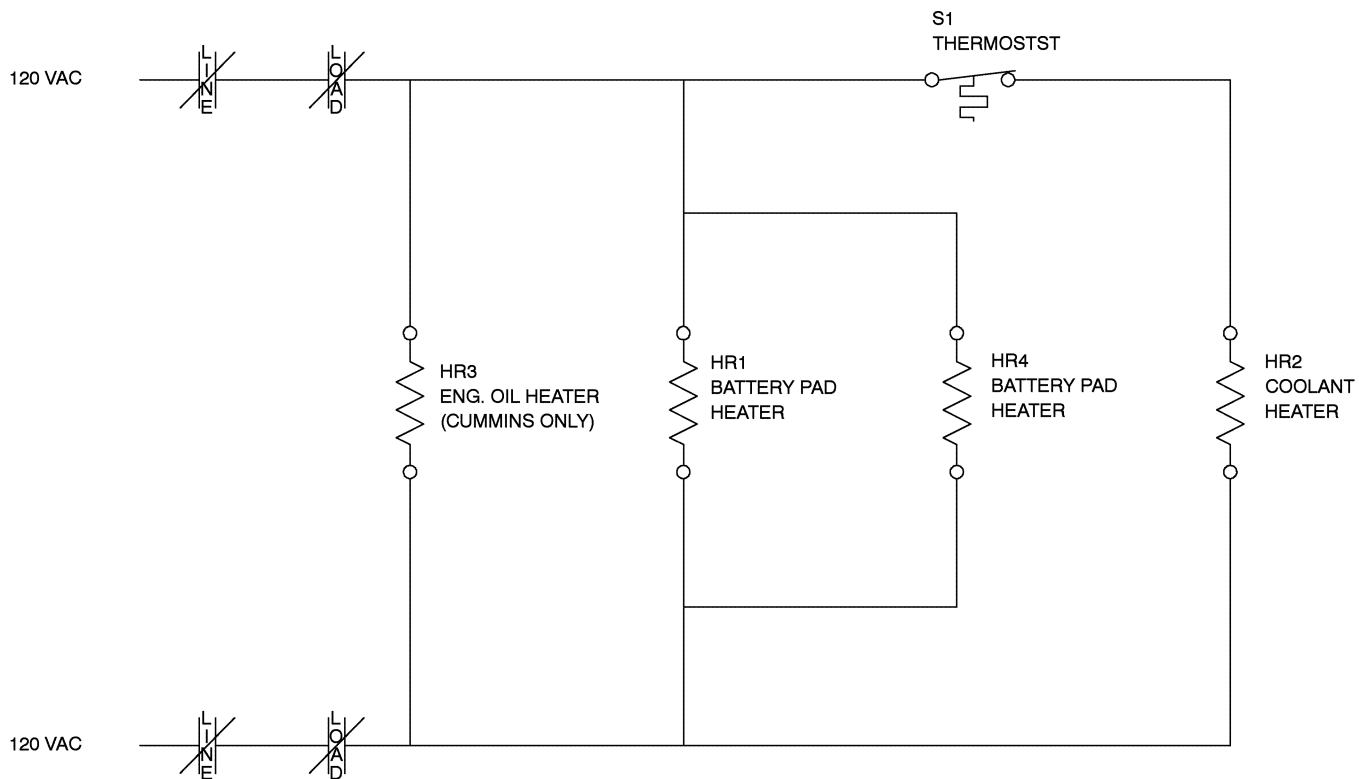 S1
THERMOSTST
120 VAC
LINE
LOAD
HR3
ENG. OIL HEATER
(CUMMINS ONLY)
HR1
BATTERY PAD
HEATER
HR4
BATTERY PAD
HEATER
HR2
COOLANT
HEATER
120 VAC
LINE
LOAD